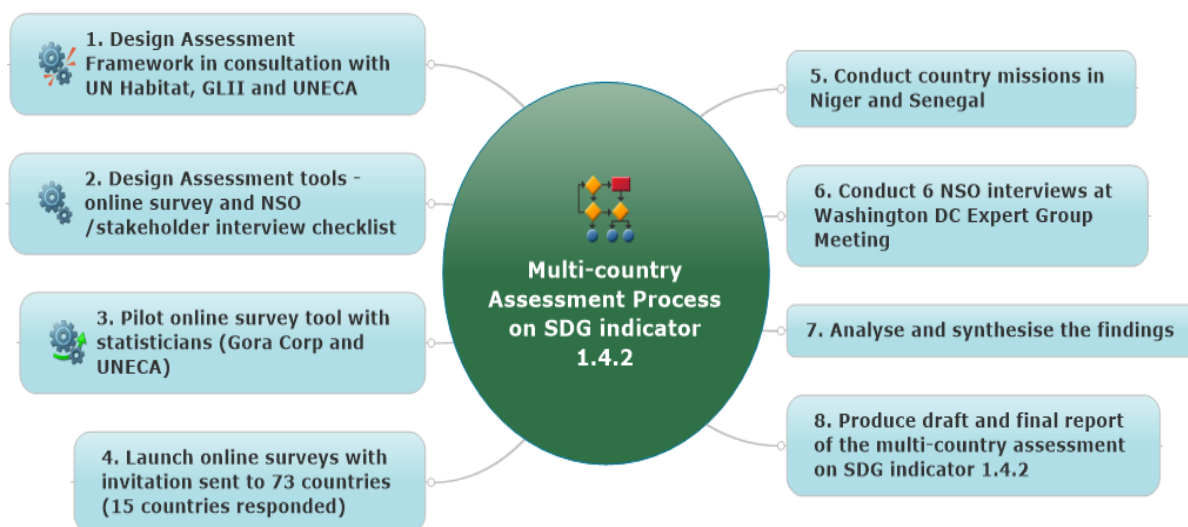 1. Design Assessment
Framework in consultation with
UN Habitat, GLII and UNECA
2. Design Assessment tools -
online survey and NSO
/stakeholder interview checklist
3. Pilot online survey tool with
statisticians (Gora Corp and
UNECA)
4. Launch online surveys with
invitation sent to 73 countries
(15 countries responded)
Multi-country
Assessment Process
on SDG indicator
1.4.2
5. Conduct country missions in
Niger and Senegal
6. Conduct 6 NSO interviews at
Washington DC Expert Group
Meeting
7. Analyse and synthesise the findings
8. Produce draft and final report
of the multi-country assessment
on SDG indicator 1.4.2